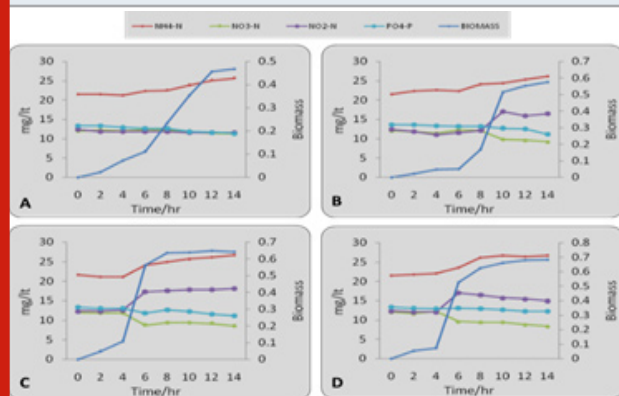 NH4-N NO3-N NO2-N PO4-P BIOMASS
30 25 20 15 10 5 0
mg/lt
0.5 0.4 0.3 0.2 0.1 0
Biomass
A
0 2 4 6 8 10 12 14
Time/hr
30 25 20 15 10 5 0
mg/lt
0.7 0.6 0.5 0.4 0.3 0.2 0.1 0
Biomass
B
0 2 4 6 8 10 12 14
Time/hr
30 25 20 15 10 5 0
mg/lt
0.7 0.6 0.5 0.4 0.3 0.2 0.1 0
Biomass
C
0 2 4 6 8 10 12 14
Time/hr
30 25 20 15 10 5 0
mg/lt
0.8 0.7 0.6 0.5 0.4 0.3 0.2 0.1 0
Biomass
D
0 2 4 6 8 10 12 14
Time/hr